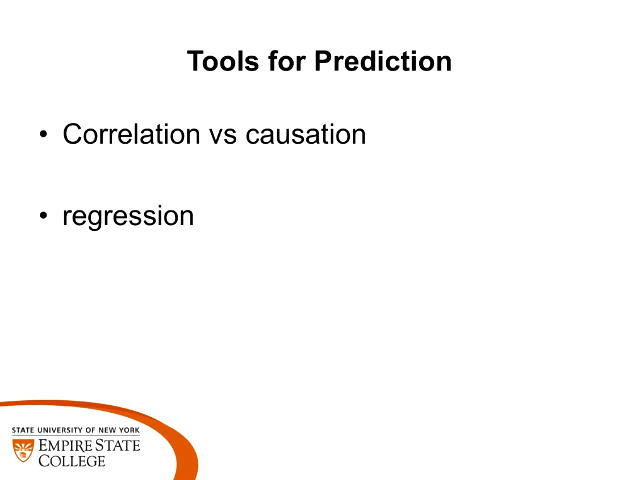 Tools for Prediction
• Correlation vs causation
• regression
STATE UNIVERSITY OF NEW YORK
EMPIRE STATE
COLLEGE